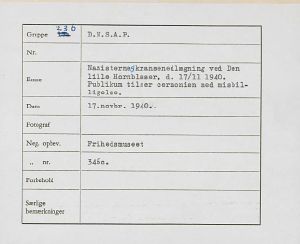 236
Gruppe D.N.S.A.P.
Nr.
Emne Nazisternes kransenedlægning ved Den
lille Hornblæser, d. 17/11 1940.
Publikum tilser ceremonien med misbil-
ligelse.
Dato 17.novbr. 1940.
Fotograf
Neg. opbev. Frihedsmuseet
„ nr. 346a.
Forbehold
Særlige
bemærkninger